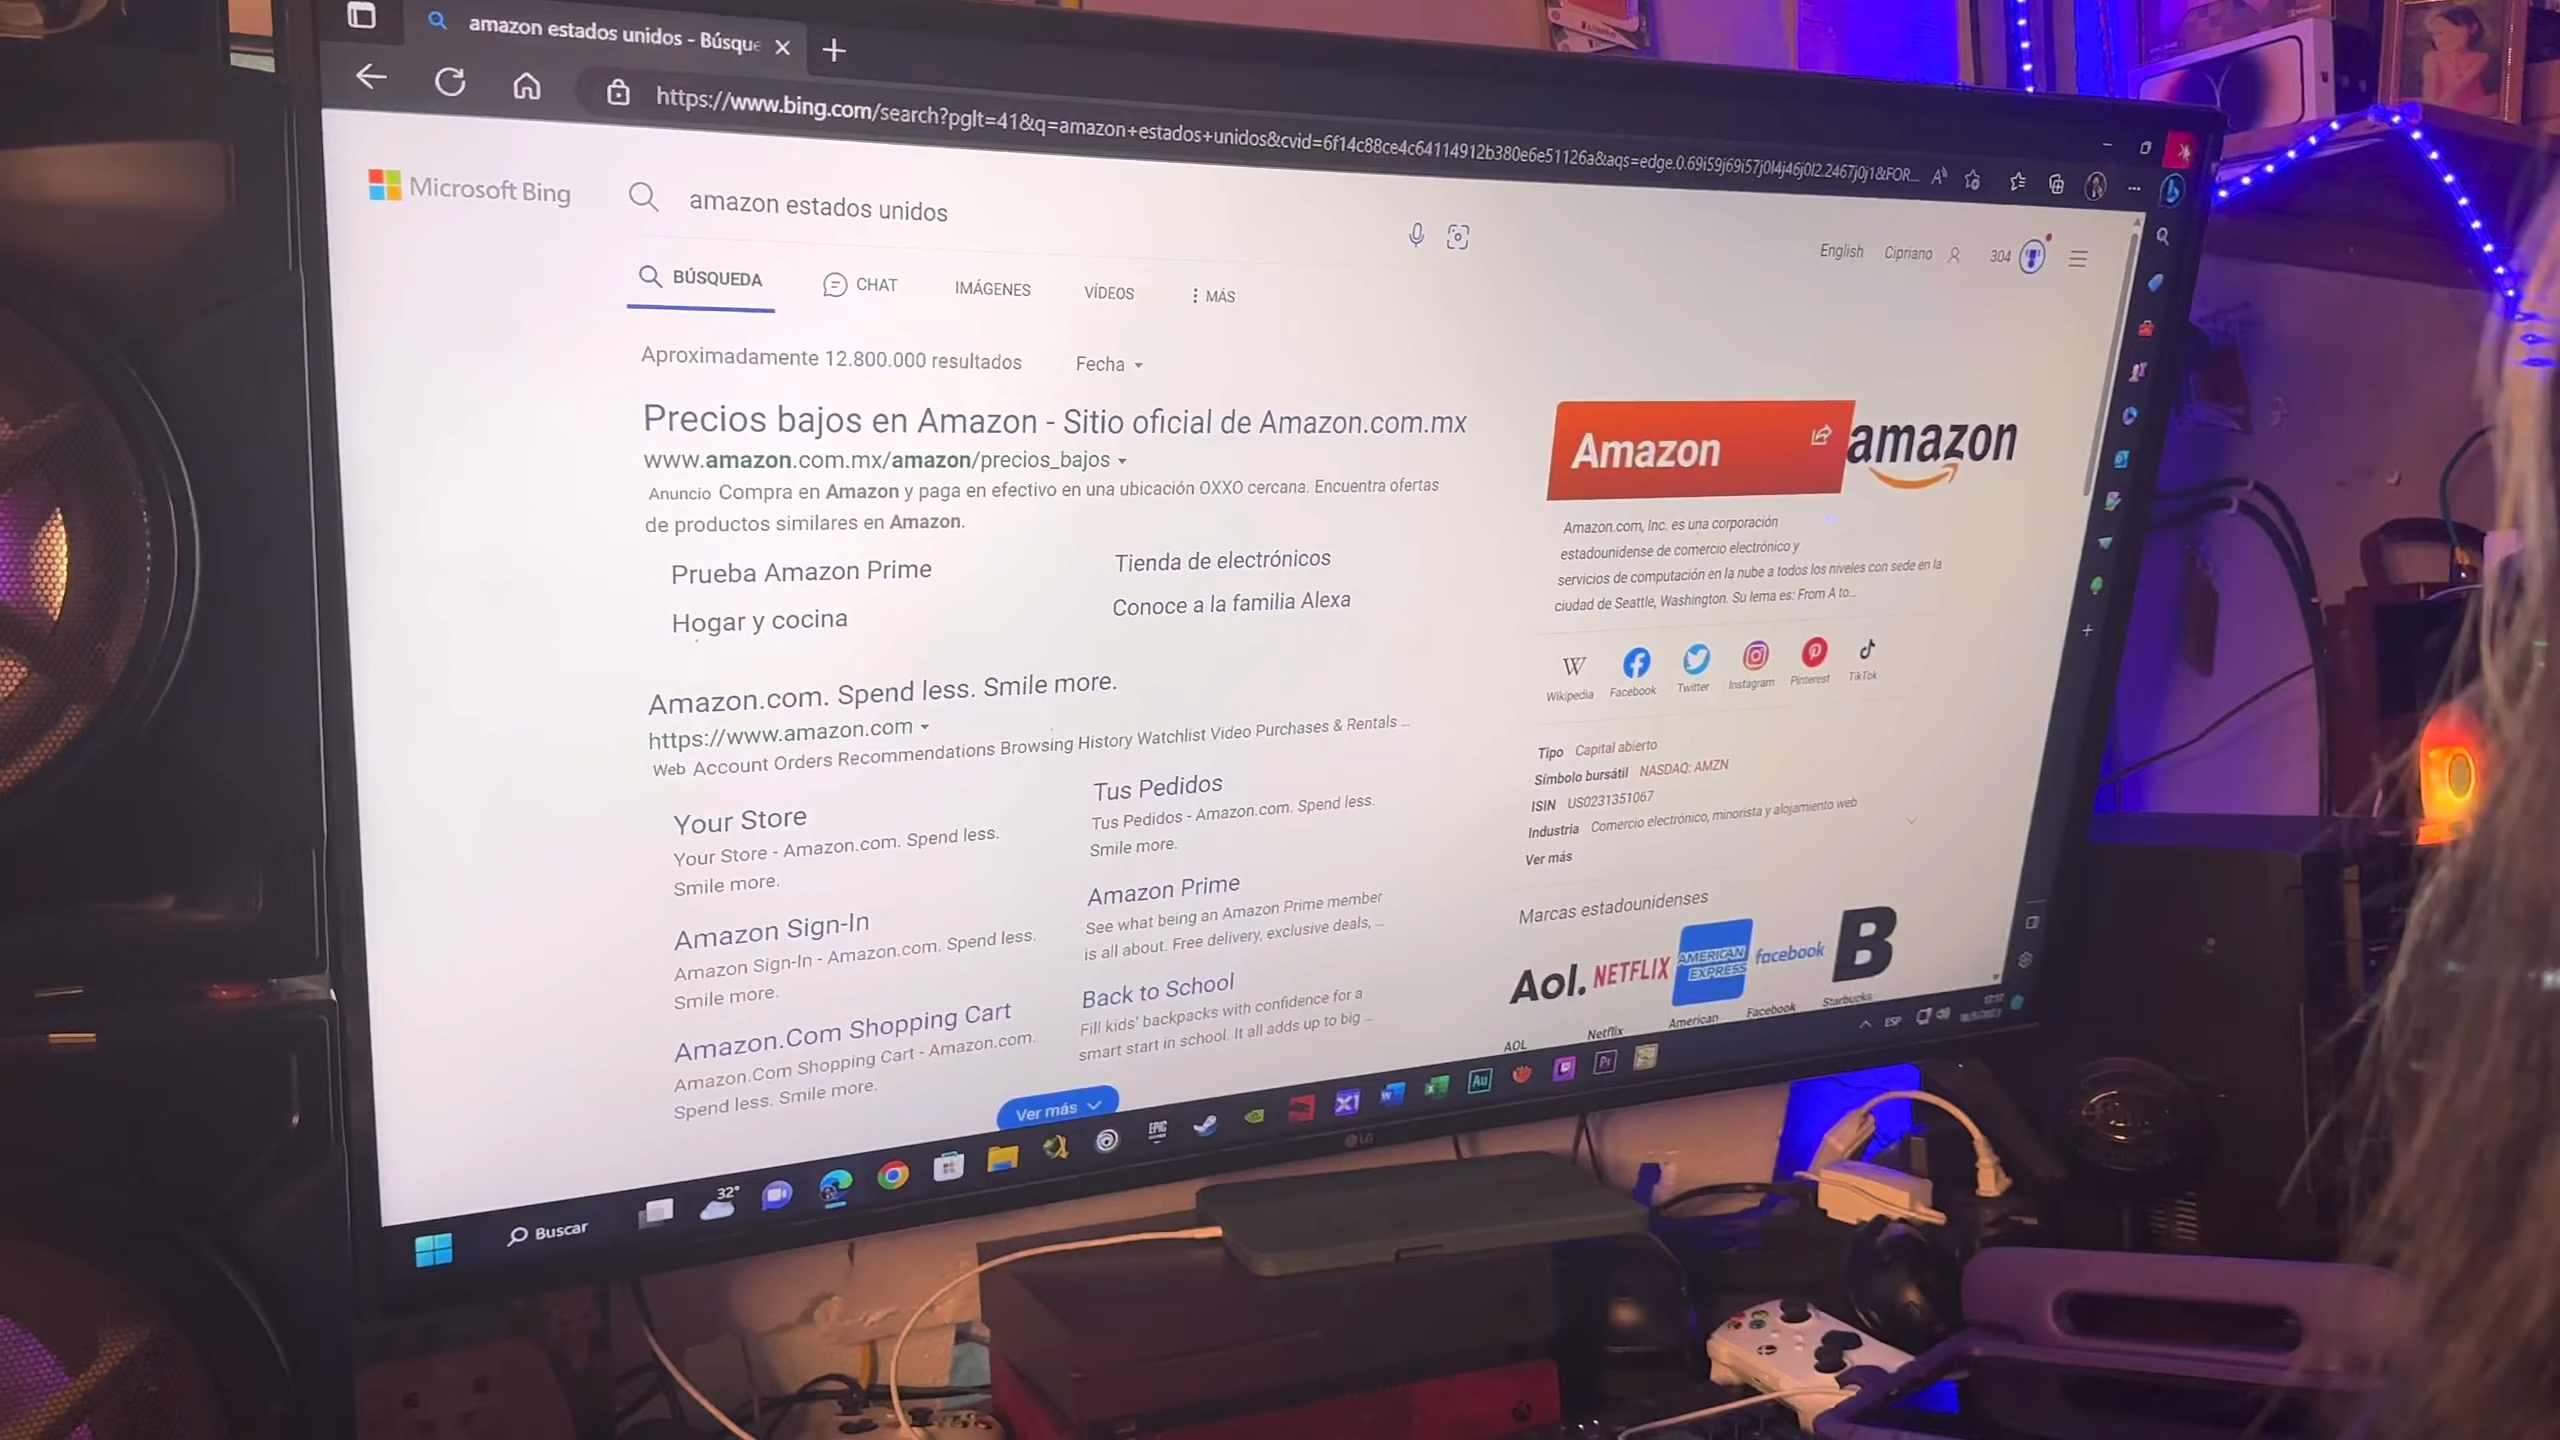 amazon estados unidos - Búsque
https://www.bing.com/search?pglt=41&q=amazon+estados+unidos&cvid=6f14c88ce4c64114912b380e6e51126a&aqs=edge.0.69i59j69i57j0l4j46j0l2.2467j0j1&FOR...
Microsoft Bing
amazon estados unidos
English Cipriano 304
BÚSQUEDA CHAT IMÁGENES VÍDEOS MÁS
Aproximadamente 12.800.000 resultados Fecha
Precios bajos en Amazon - Sitio oficial de Amazon.com.mx
www.amazon.com.mx/amazon/precios_bajos
Anuncio Compra en Amazon y paga en efectivo en una ubicación OXXO cercana. Encuentra ofertas
de productos similares en Amazon.
Prueba Amazon Prime
Tienda de electrónicos
Hogar y cocina
Conoce a la familia Alexa
Amazon.com. Spend less. Smile more.
https://www.amazon.com
Web Account Orders Recommendations Browsing History Watchlist Video Purchases & Rentals ...
Your Store
Your Store - Amazon.com. Spend less.
Smile more.
Tus Pedidos
Tus Pedidos - Amazon.com. Spend less.
Smile more.
Amazon Sign-In
Amazon Sign-In - Amazon.com. Spend less.
Smile more.
Amazon Prime
See what being an Amazon Prime member
is all about. Free delivery, exclusive deals, ...
Amazon.Com Shopping Cart
Amazon.Com Shopping Cart - Amazon.com.
Spend less. Smile more.
Back to School
Fill kids' backpacks with confidence for a
smart start in school. It all adds up to big ...
Ver más
Amazon
amazon
Amazon.com, Inc. es una corporación
estadounidense de comercio electrónico y
servicios de computación en la nube a todos los niveles con sede en la
ciudad de Seattle, Washington. Su lema es: From A to...
W
Wikipedia Facebook Twitter Instagram Pinterest TikTok
Tipo Capital abierto
Símbolo bursátil NASDAQ: AMZN
ISIN US0231351067
Industria Comercio electrónico, minorista y alojamiento web
Ver más
Marcas estadounidenses
Aol. NETFLIX AMERICAN EXPRESS facebook B
AOL Netflix American Facebook Starbucks
Buscar
32°
EPIC GAMES
X1
Au
Pr
ESP
LG